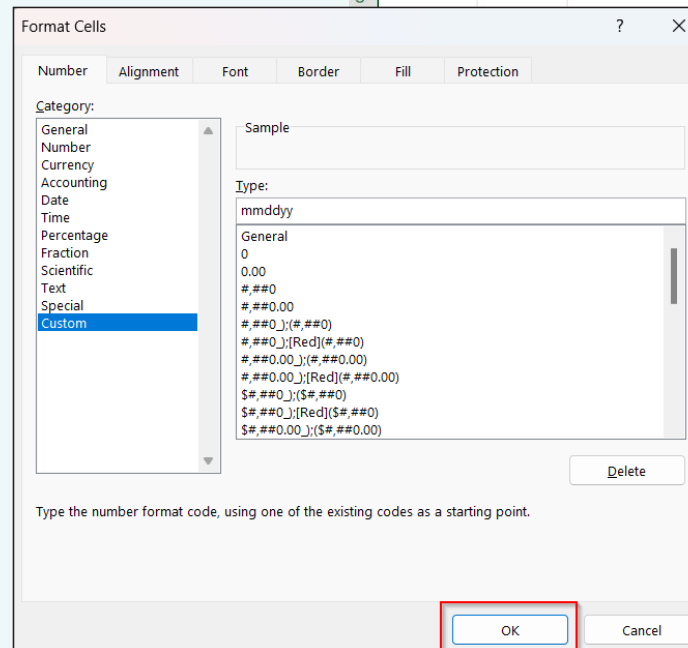 Format Cells ? ✕
Number Alignment Font Border Fill Protection
Category:
General
Number
Currency
Accounting
Date
Time
Percentage
Fraction
Scientific
Text
Special
Custom
Sample
Type:
mmddyy
General
0
0.00
#,##0
#,##0.00
#,##0_);(#,##0)
#,##0_);[Red](#,##0)
#,##0.00_);(#,##0.00)
#,##0.00_);[Red](#,##0.00)
$#,##0_);($#,##0)
$#,##0_);[Red]($#,##0)
$#,##0.00_);($#,##0.00)
Delete
Type the number format code, using one of the existing codes as a starting point.
OK Cancel